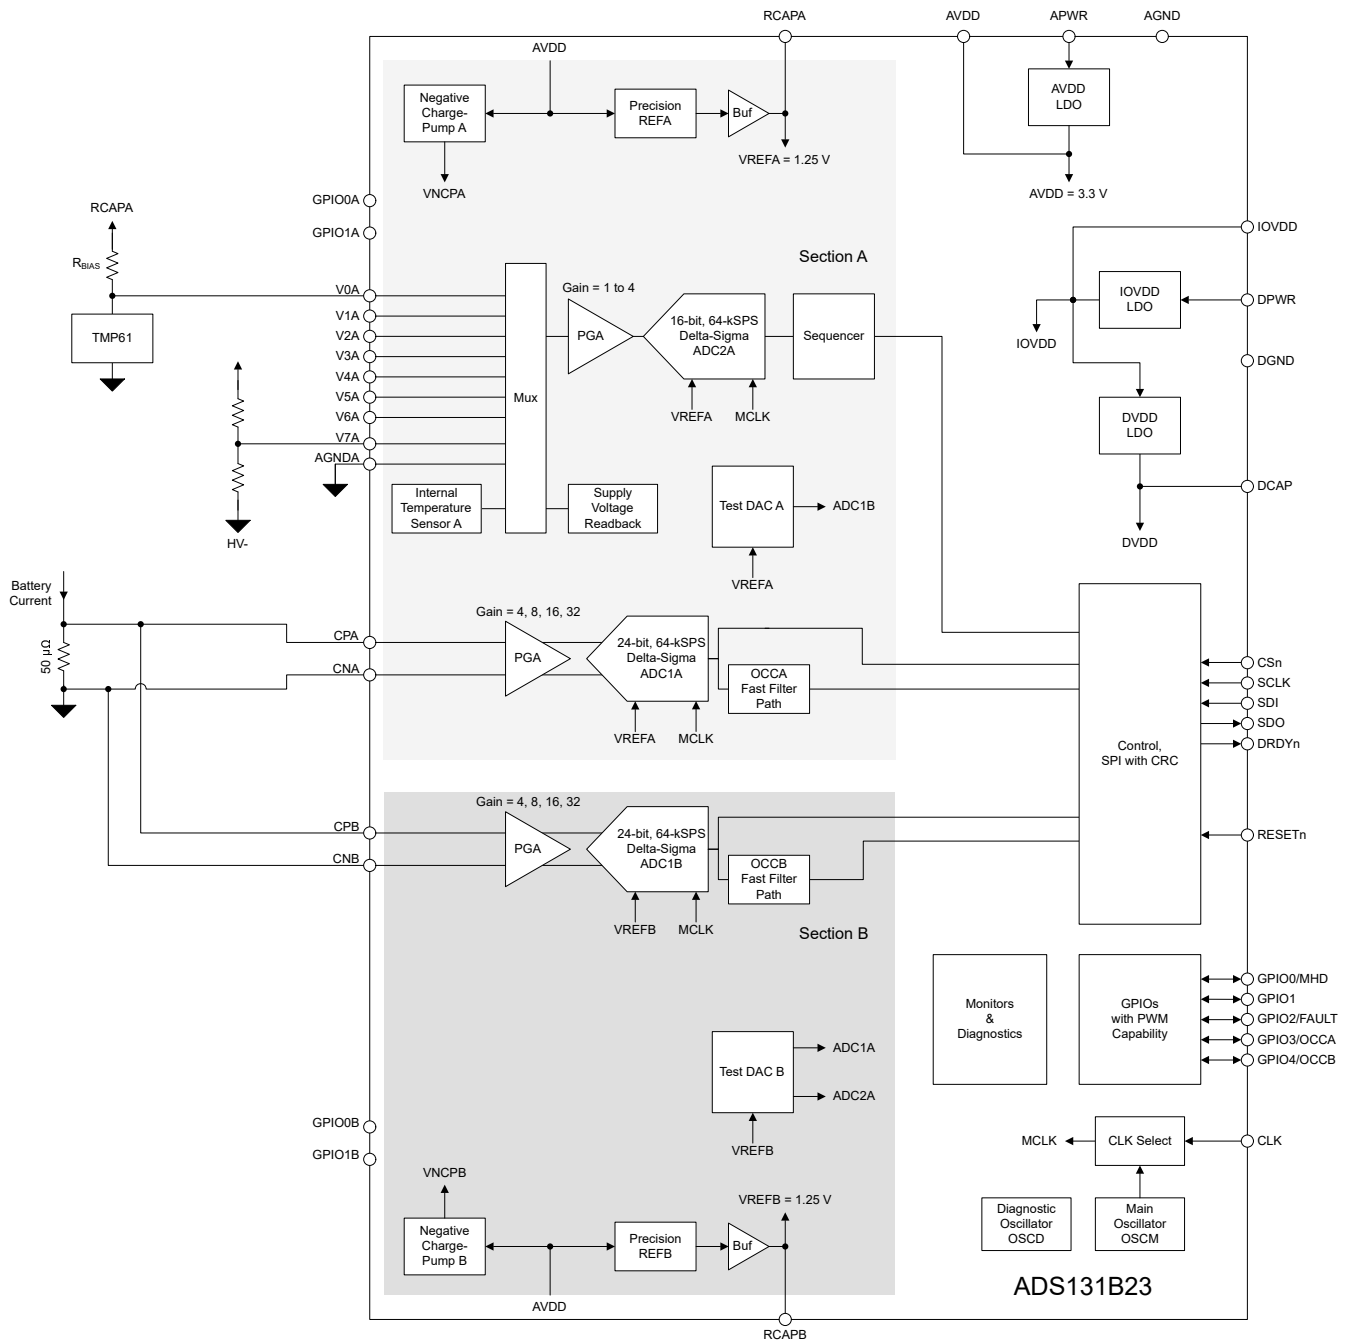 RCAPA
AVDD
APWR
AGND
AVDD
Negative
Charge-
Pump A
Precision
REFA
Buf
AVDD
LDO
VREFA = 1.25 V
VNCPA
AVDD = 3.3 V
GPIO0A
RCAPA
GPIO1A
IOVDD
Section A
RBIAS
V0A
Gain = 1 to 4
IOVDD
LDO
DPWR
V1A
TMP61
V2A
PGA
16-bit, 64-kSPS
Delta-Sigma
ADC2A
Sequencer
IOVDD
V3A
DGND
V4A
V5A
Mux
V6A
VREFA
MCLK
DVDD
LDO
V7A
AGNDA
Internal
Temperature
Sensor A
Supply
Voltage
Readback
Test DAC A
ADC1B
DCAP
HV-
DVDD
VREFA
Battery
Current
Gain = 4, 8, 16, 32
50 µΩ
CPA
CNA
PGA
24-bit, 64-kSPS
Delta-Sigma
ADC1A
OCCA
Fast Filter
Path
CSn
SCLK
SDI
SDO
DRDYn
VREFA
MCLK
Control,
SPI with CRC
Gain = 4, 8, 16, 32
CPB
CNB
PGA
24-bit, 64-kSPS
Delta-Sigma
ADC1B
OCCB
Fast Filter
Path
RESETn
VREFB
MCLK
Section B
Monitors
&
Diagnostics
GPIOs
with PWM
Capability
GPIO0/MHD
GPIO1
GPIO2/FAULT
GPIO3/OCCA
GPIO4/OCCB
Test DAC B
ADC1A
ADC2A
VREFB
GPIO0B
GPIO1B
MCLK
CLK Select
CLK
VNCPB
VREFB = 1.25 V
Diagnostic
Oscillator
OSCD
Main
Oscillator
OSCM
Negative
Charge-
Pump B
Precision
REFB
Buf
ADS131B23
AVDD
RCAPB